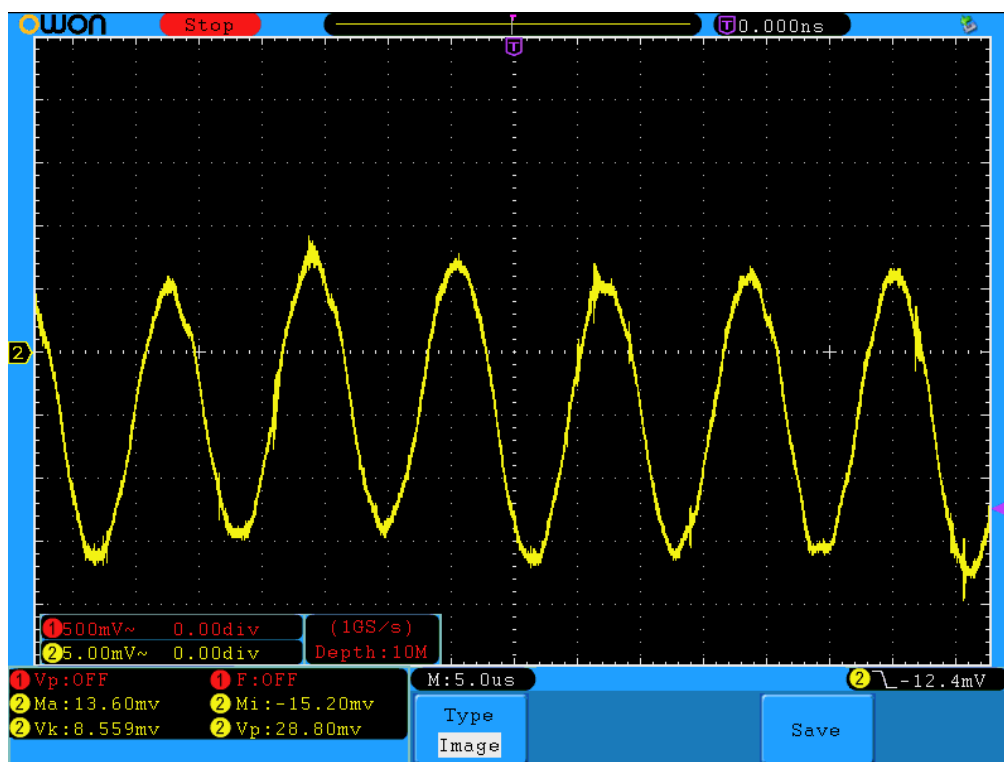 owon Stop T T 0.000ns
T
2
1 500mV~ 0.00div (1GS/s)
2 5.00mV~ 0.00div Depth:10M
1 Vp:OFF 1 F:OFF M:5.0us 2 -12.4mV
2 Ma:13.60mv 2 Mi:-15.20mv
2 Vk:8.559mv 2 Vp:28.80mv
Type
Image
Save